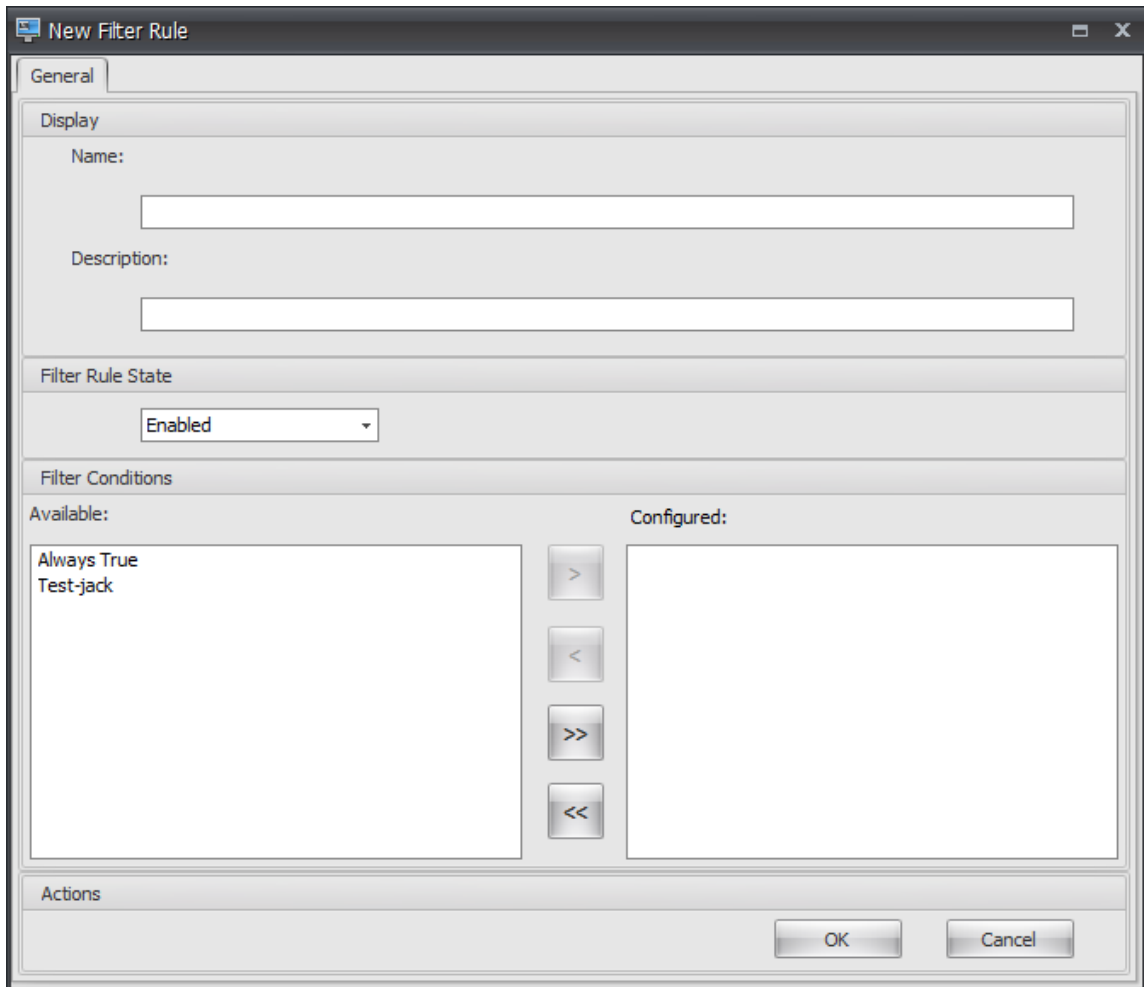 New Filter Rule
General
Display
Name:
Description:
Filter Rule State
Enabled
Filter Conditions
Available:
Configured:
Always True
Test-jack
>
<
>>
<<
Actions
OK
Cancel